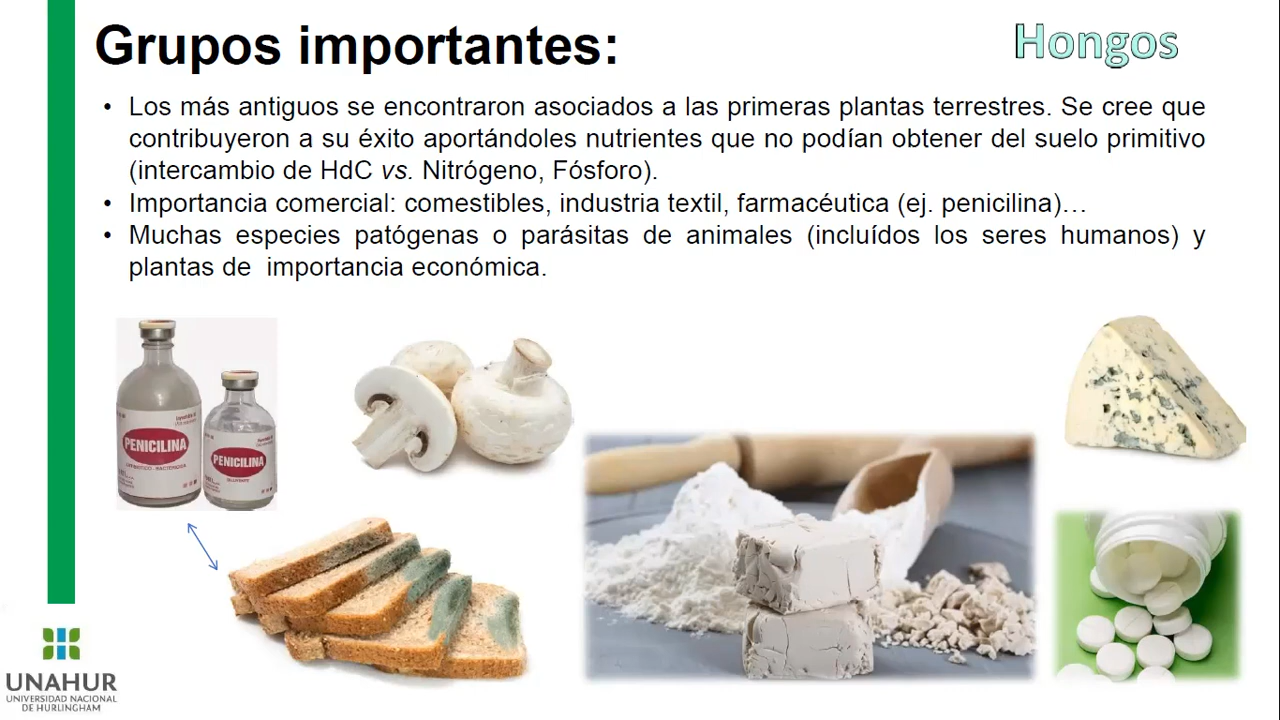 Grupos importantes:
Hongos
• Los más antiguos se encontraron asociados a las primeras plantas terrestres. Se cree que
contribuyeron a su éxito aportándoles nutrientes que no podían obtener del suelo primitivo
(intercambio de HdC vs. Nitrógeno, Fósforo).
• Importancia comercial: comestibles, industria textil, farmacéutica (ej. penicilina)…
• Muchas especies patógenas o parásitas de animales (incluídos los seres humanos) y
plantas de importancia económica.
PENICILINA
PENICILINA
UNAHUR
UNIVERSIDAD NACIONAL
DE HURLINGHAM